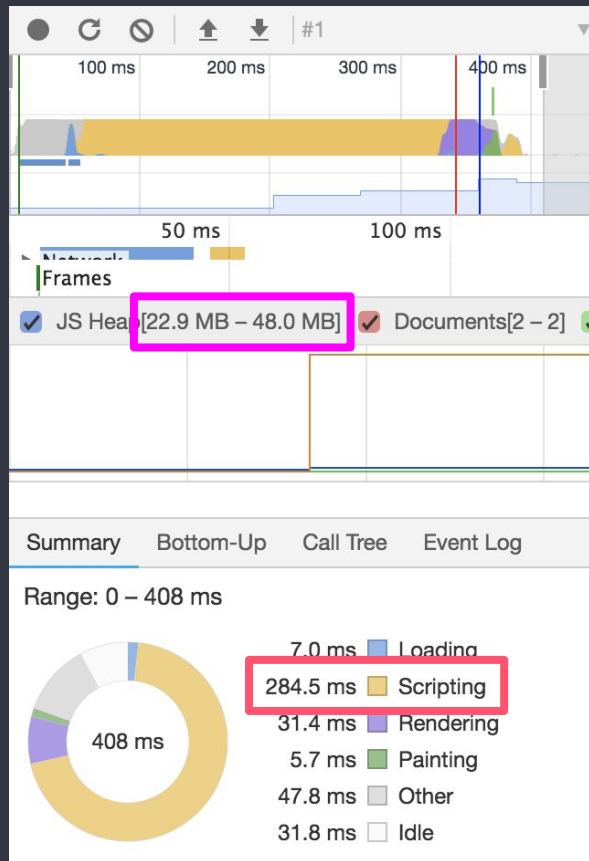 #1
100 ms 200 ms 300 ms 400 ms
50 ms 100 ms
Network
Frames
JS Heap[22.9 MB – 48.0 MB] Documents[2 – 2]
Summary Bottom-Up Call Tree Event Log
Range: 0 – 408 ms
7.0 ms Loading
284.5 ms Scripting
31.4 ms Rendering
408 ms
5.7 ms Painting
47.8 ms Other
31.8 ms Idle